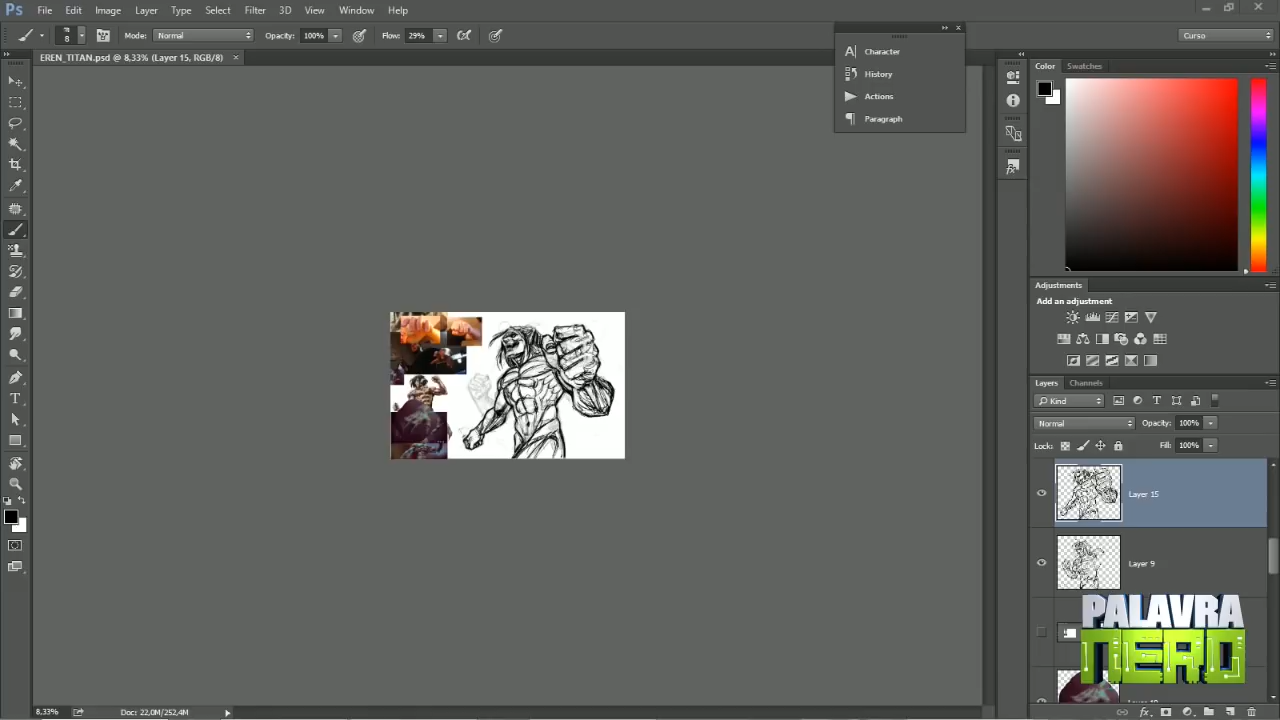 Ps File Edit Image Layer Type Select Filter 3D View Window Help
8 Mode: Normal Opacity: 100% Flow: 29% Curso
EREN_TITAN.psd @ 8,33% (Layer 15, RGB/8) ×
Character
History
Actions
Paragraph
Color Swatches
Adjustments
Add an adjustment
Layers Channels
Kind
Normal Opacity: 100%
Lock: Fill: 100%
Layer 15
Layer 9
PALAVRA
NERD
8,33% Doc: 22,0M/252,4M